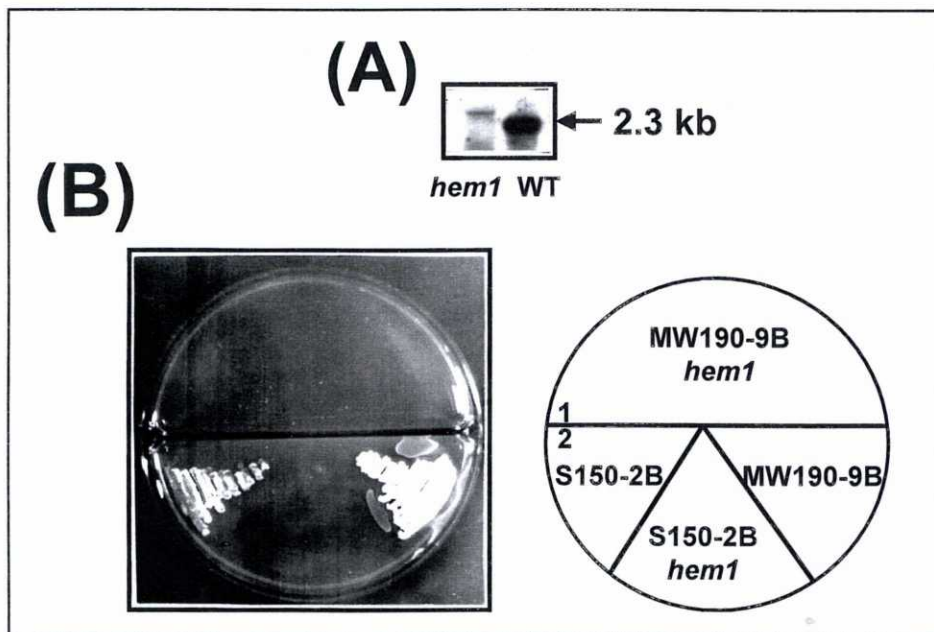 (A)
2.3 kb
hem1 WT
(B)
MW190-9B
hem1
1
2
S150-2B
MW190-9B
S150-2B
hem1